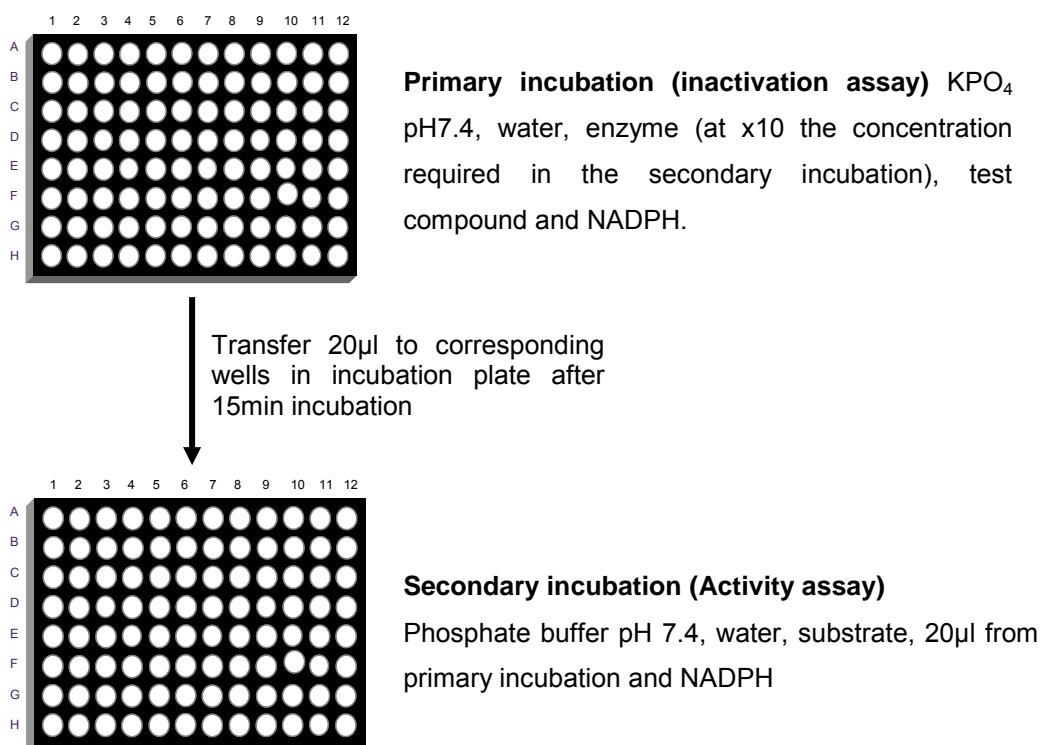 1 2 3 4 5 6 7 8 9 10 11 12
A
B
C
D
E
F
G
H
Primary incubation (inactivation assay) KPO4
pH7.4, water, enzyme (at x10 the concentration
required in the secondary incubation), test
compound and NADPH.
Transfer 20µl to corresponding
wells in incubation plate after
15min incubation
1 2 3 4 5 6 7 8 9 10 11 12
A
B
C
D
E
F
G
H
Secondary incubation (Activity assay)
Phosphate buffer pH 7.4, water, substrate, 20µl from
primary incubation and NADPH